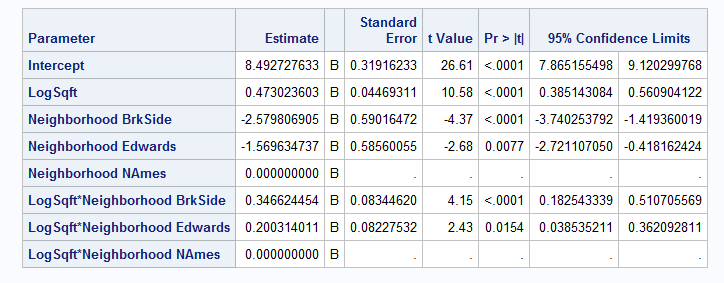 Parameter Estimate Standard Error t Value Pr > |t| 95% Confidence Limits
Intercept 8.492727633 B 0.31916233 26.61 <.0001 7.865155498 9.120299768
LogSqft 0.473023603 B 0.04469311 10.58 <.0001 0.385143084 0.560904122
Neighborhood BrkSide -2.579806905 B 0.59016472 -4.37 <.0001 -3.740253792 -1.419360019
Neighborhood Edwards -1.569634737 B 0.58560055 -2.68 0.0077 -2.721107050 -0.418162424
Neighborhood NAmes 0.000000000 B . . . . .
LogSqft*Neighborhood BrkSide 0.346624454 B 0.08344620 4.15 <.0001 0.182543339 0.510705569
LogSqft*Neighborhood Edwards 0.200314011 B 0.08227532 2.43 0.0154 0.038535211 0.362092811
LogSqft*Neighborhood NAmes 0.000000000 B . . . . .